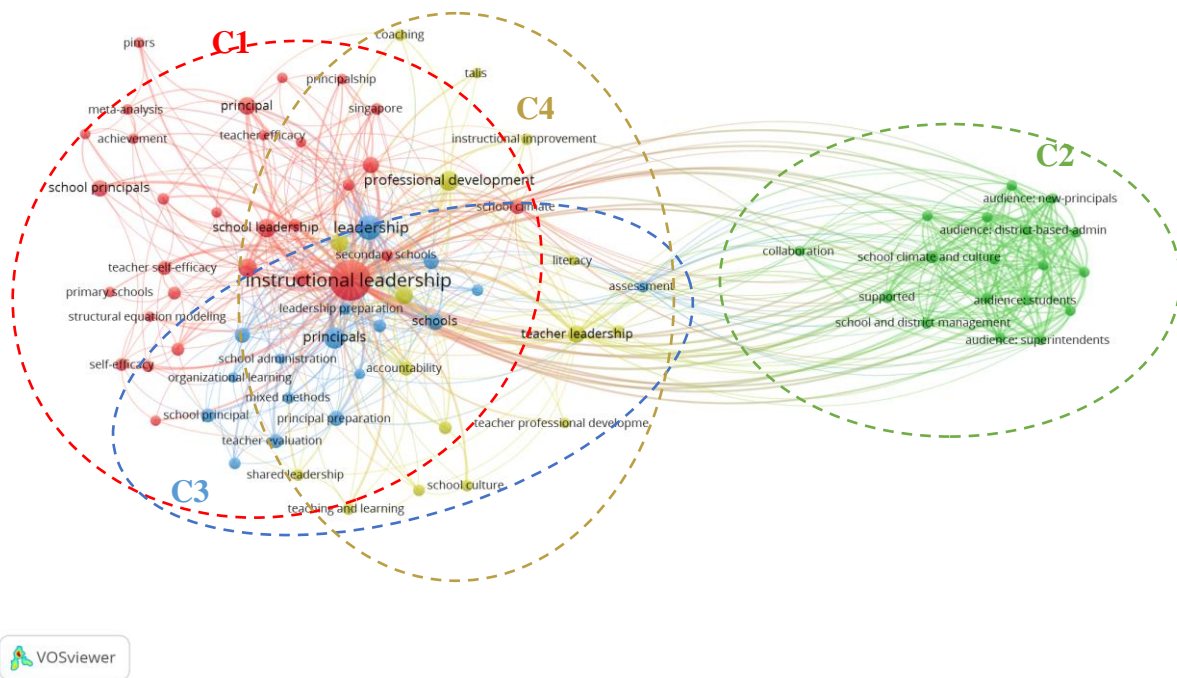 pimrs
C1
coaching
principalship
talis
meta-analysis
principal
singapore
C4
achievement
teacher efficacy
instructional improvement
C2
school principals
professional development
audience: new-principals
school climate
school leadership
leadership
audience: district-based-admin
secondary schools
collaboration
school climate and culture
teacher self-efficacy
literacy
instructional leadership
assessment
primary schools
supported
audience: students
leadership preparation
structural equation modeling
schools
school and district management
principals
teacher leadership
audience: superintendents
school administration
self-efficacy
accountability
organizational learning
mixed methods
school principal
principal preparation
teacher professional developme..
teacher evaluation
shared leadership
school culture
C3
teaching and learning
VOSviewer